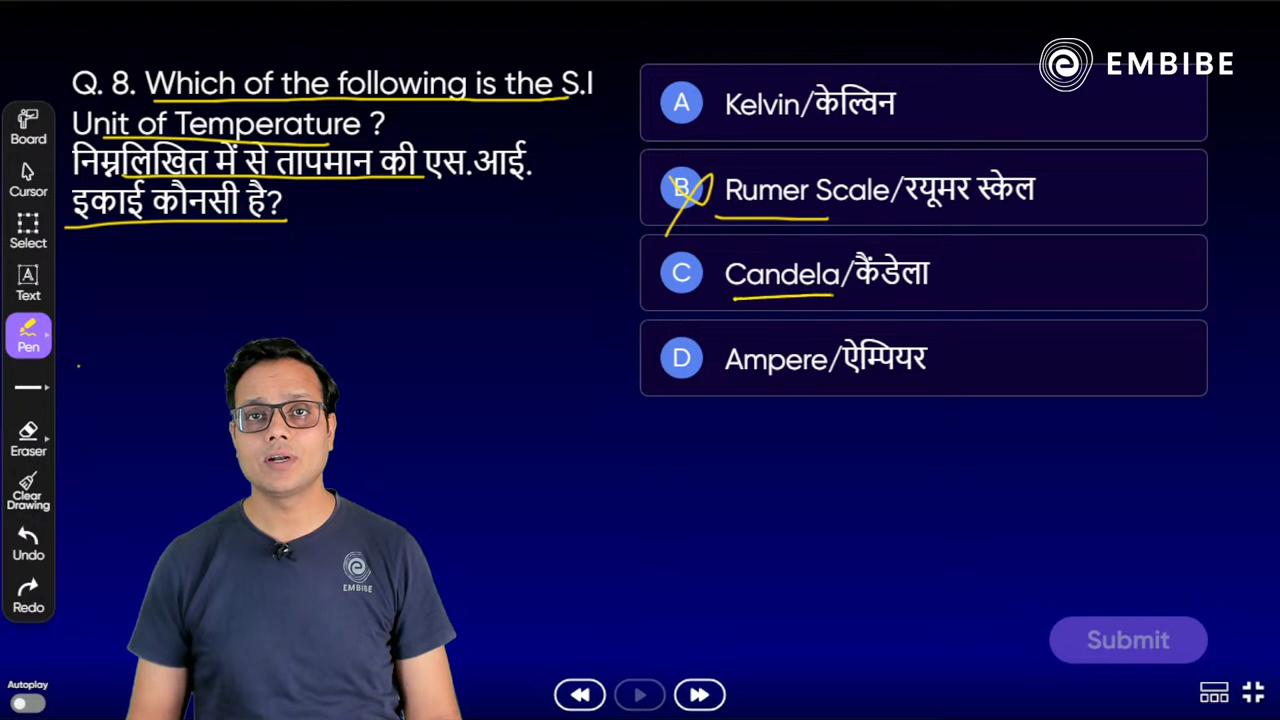 EMBIBE
Q. 8. Which of the following is the S.I
Unit of Temperature ?
निम्नलिखित में से तापमान की एस.आई.
इकाई कौनसी है?
A Kelvin/केल्विन
B Rumer Scale/रयूमर स्केल
C Candela/कैंडेला
D Ampere/ऐम्पियर
Board
Cursor
Select
A
Text
Pen
Eraser
Clear
Drawing
Undo
Redo
EMBIBE
Submit
Autoplay